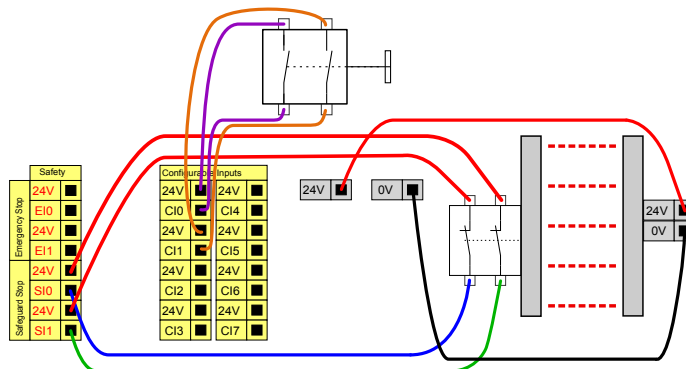 Safety
Emergency Stop
24V
EI0
24V
EI1
Safeguard Stop
24V
SI0
24V
SI1
Configurable Inputs
24V 24V
CI0 CI4
24V 24V
CI1 CI5
24V 24V
CI2 CI6
24V 24V
CI3 CI7
24V
0V
24V
0V